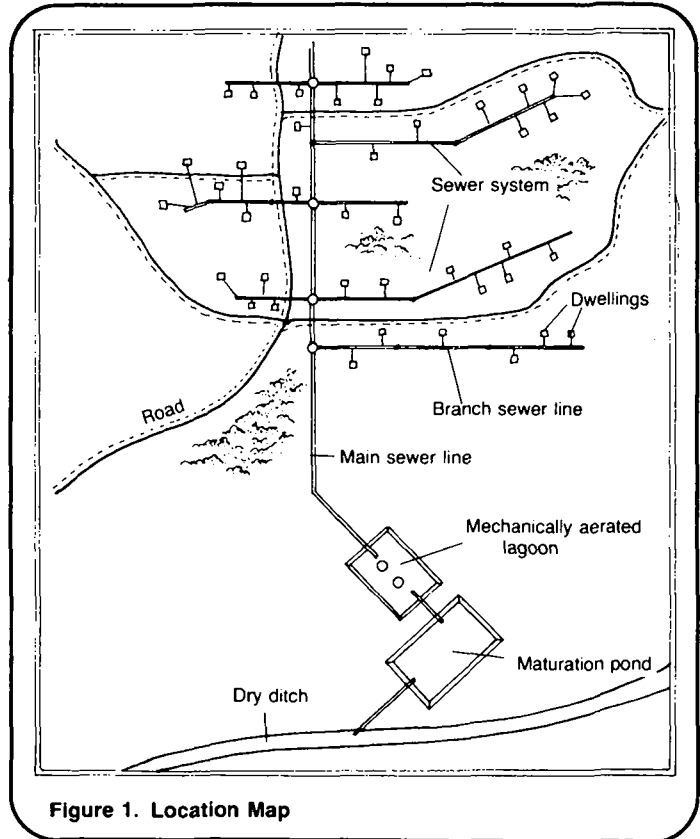 Sewer system
Dwellings
Branch sewer line
Road
Main sewer line
Mechanically aerated
lagoon
Maturation pond
Dry ditch
Figure 1. Location Map